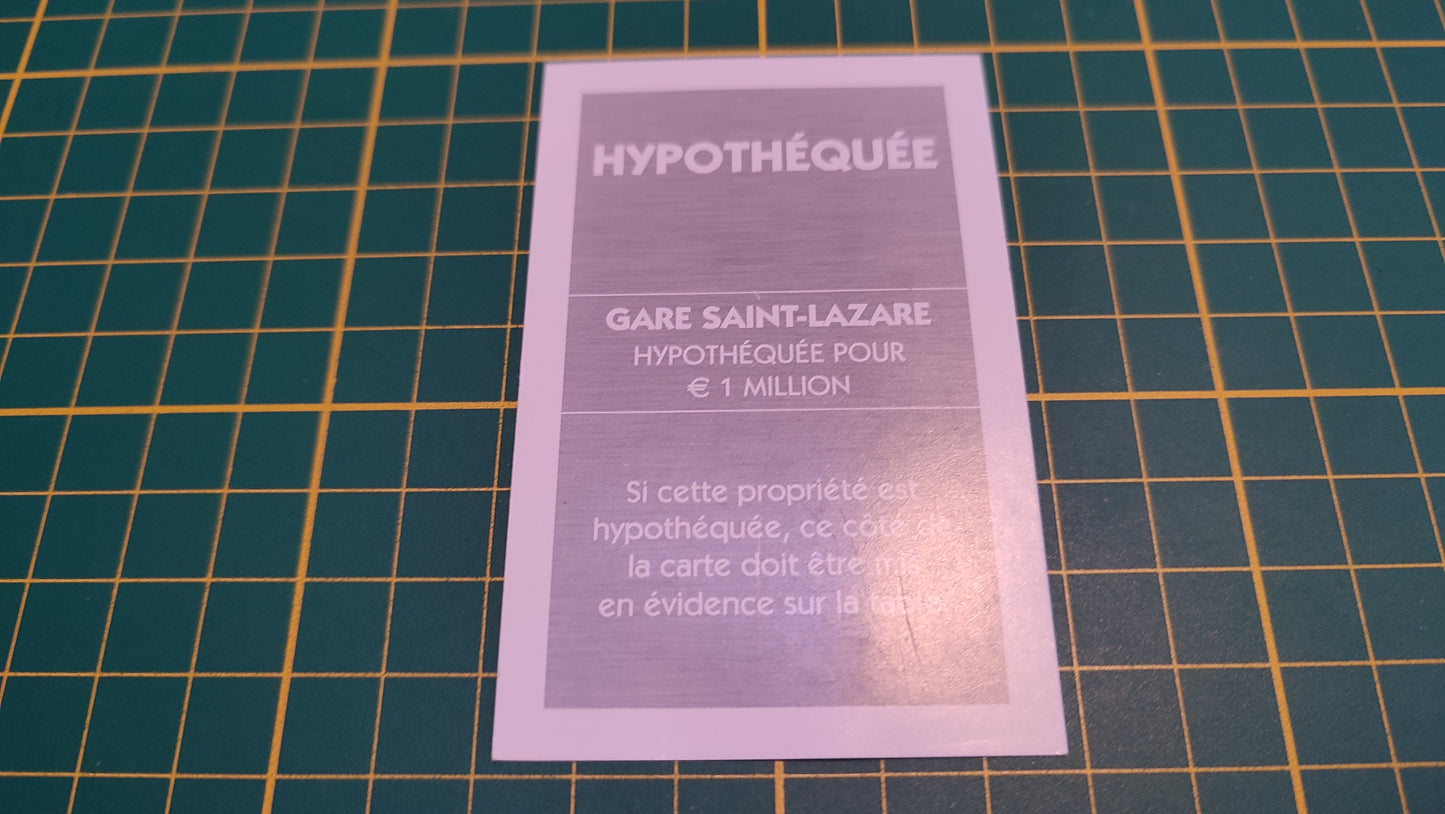 HYPOTHÉQUÉE
GARE SAINT-LAZARE
HYPOTHÉQUÉE POUR
€ 1 MILLION
Si cette propriété est
hypothéquée, ce côté de
la carte doit être mis
en évidence sur la table.